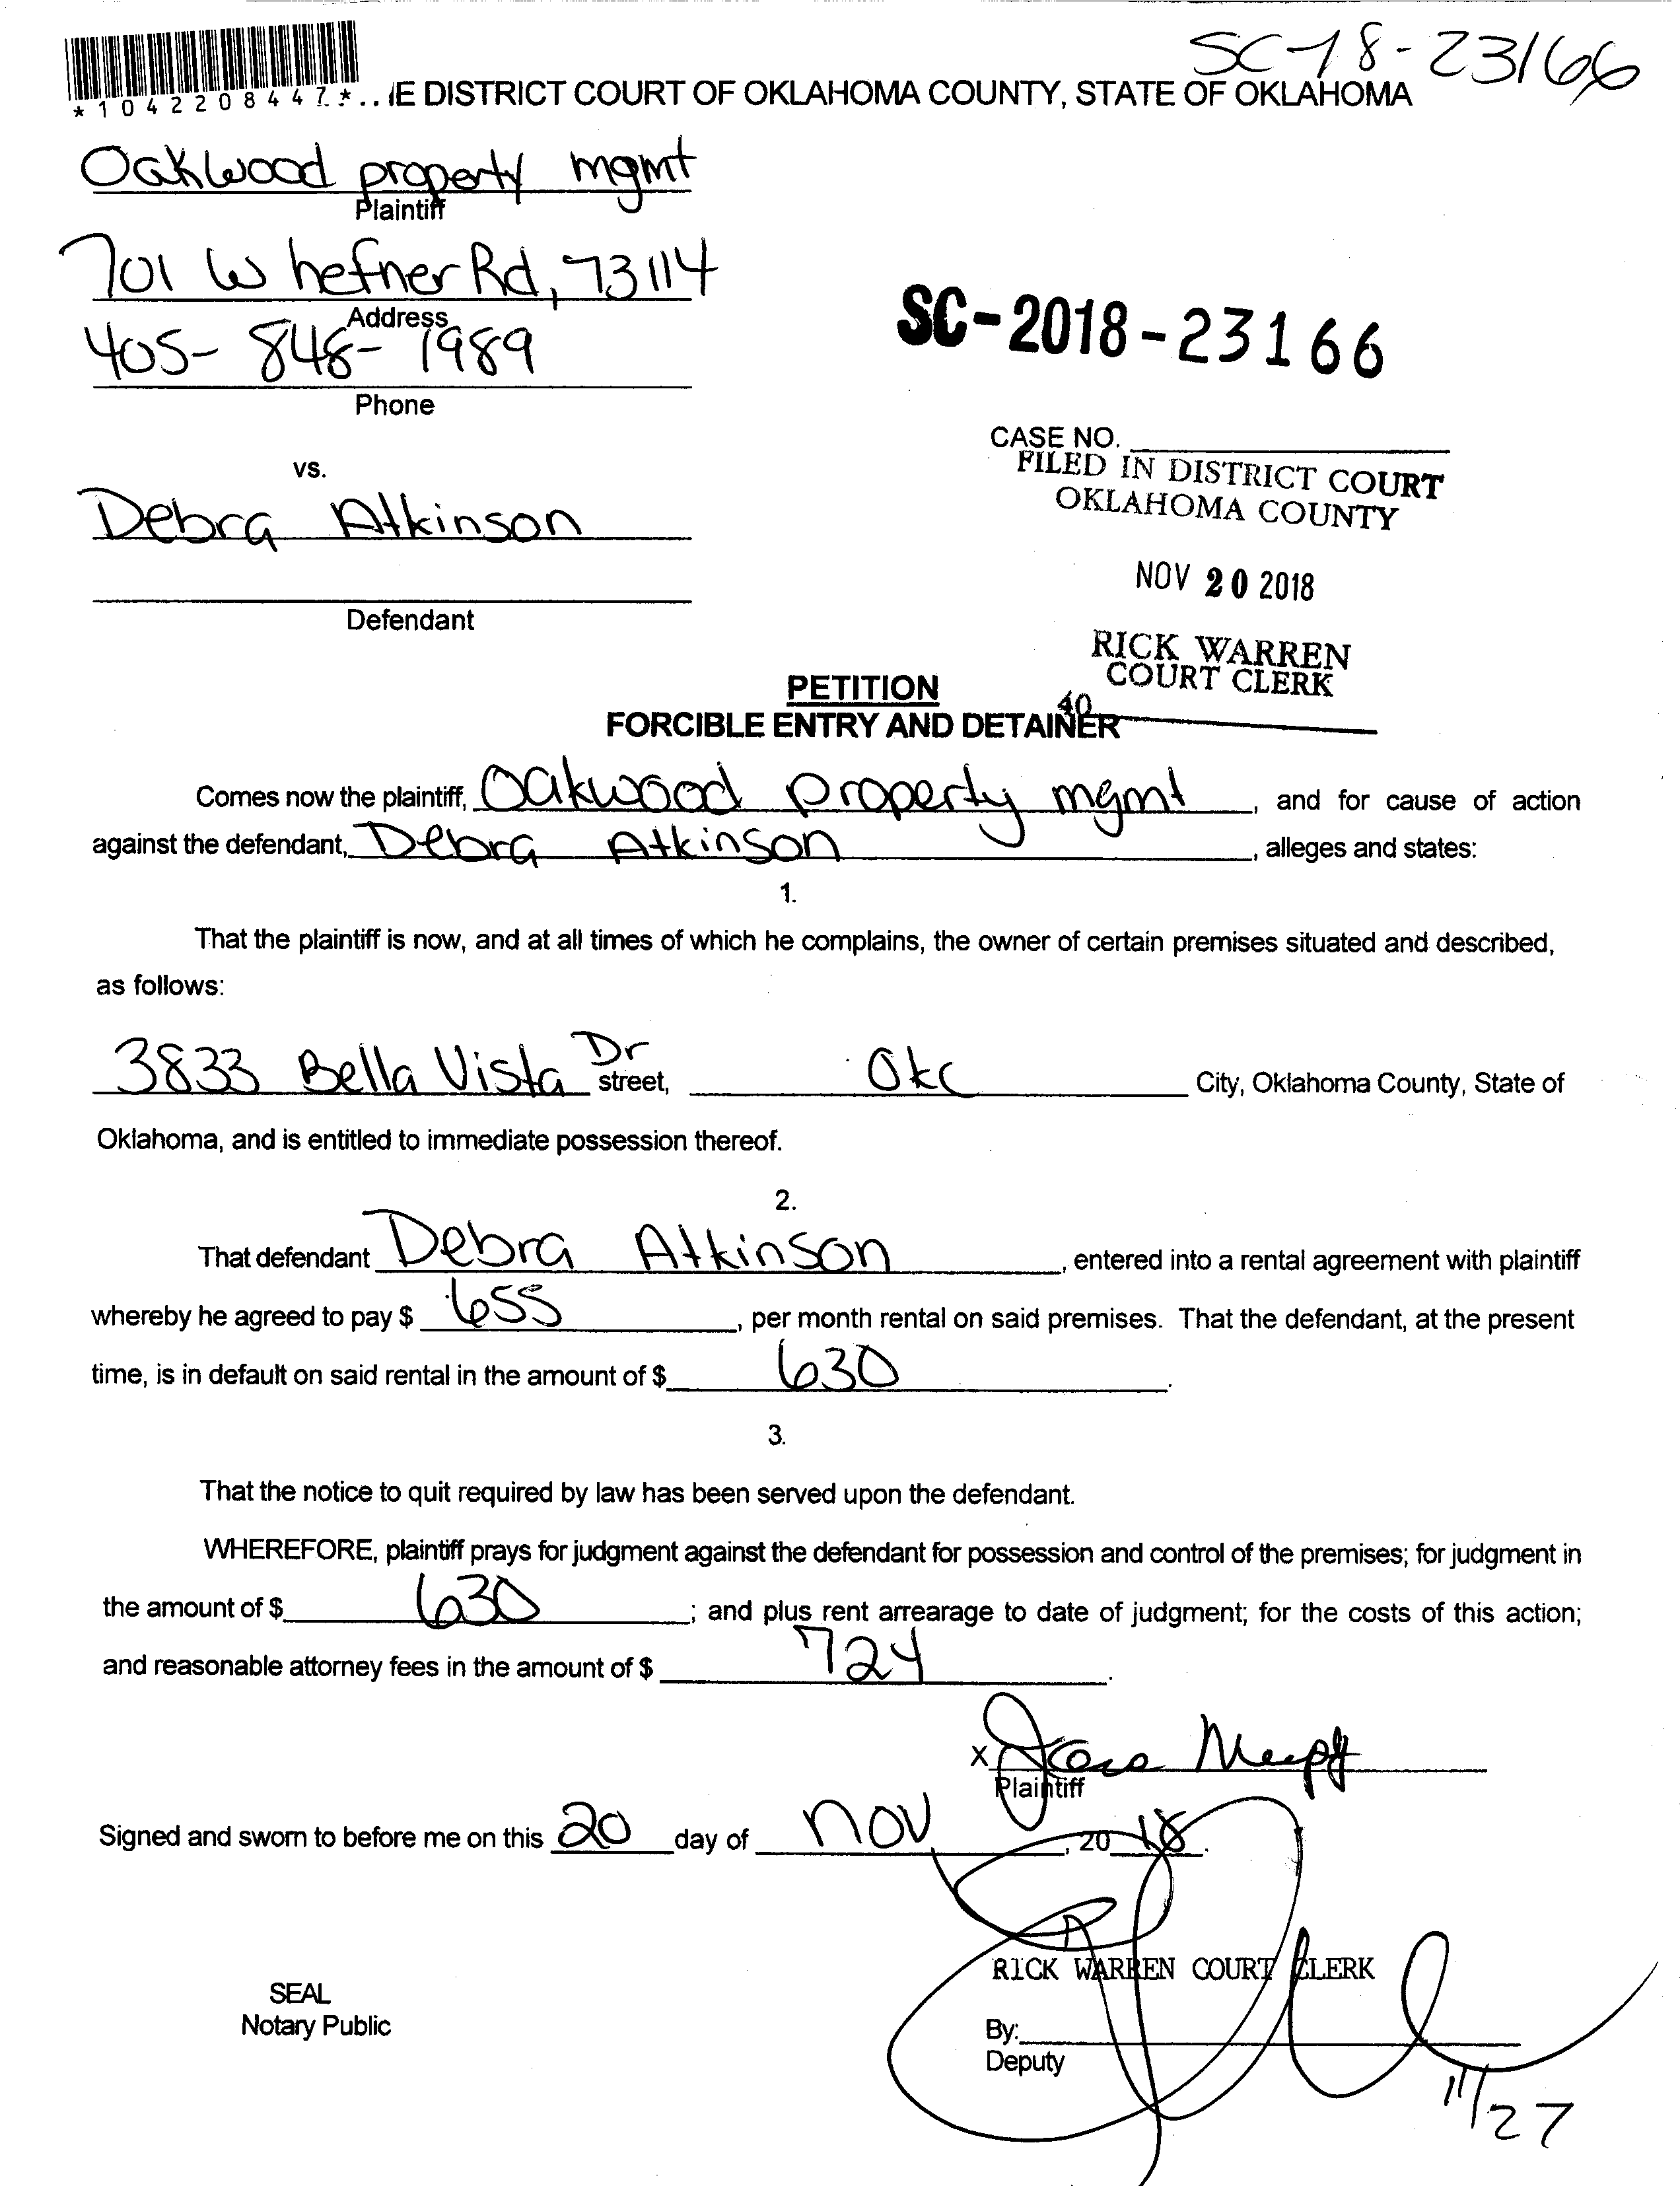 SC-18-23166
*1042208447*
IE DISTRICT COURT OF OKLAHOMA COUNTY, STATE OF OKLAHOMA
Oakwood property mgmt
Plaintiff
701 W hefner Rd, 73114
Address
405-848-1989
Phone
SC-2018-23166
CASE NO.
FILED IN DISTRICT COURT
OKLAHOMA COUNTY
NOV 20 2018
RICK WARREN
COURT CLERK
40
vs.
Debra Atkinson
Defendant
PETITION
FORCIBLE ENTRY AND DETAINER
Comes now the plaintiff, Oakwood property mgmt, and for cause of action
against the defendant, Debra Atkinson, alleges and states:
1.
That the plaintiff is now, and at all times of which he complains, the owner of certain premises situated and described,
as follows:
3833 Bella Vista Dr street, Okc City, Oklahoma County, State of
Oklahoma, and is entitled to immediate possession thereof.
2.
That defendant Debra Atkinson, entered into a rental agreement with plaintiff
whereby he agreed to pay $ 655, per month rental on said premises. That the defendant, at the present
time, is in default on said rental in the amount of $ 630.
3.
That the notice to quit required by law has been served upon the defendant.
WHEREFORE, plaintiff prays for judgment against the defendant for possession and control of the premises; for judgment in
the amount of $ 630; and plus rent arrearage to date of judgment; for the costs of this action;
and reasonable attorney fees in the amount of $ 724.
X
Plaintiff
Signed and sworn to before me on this 20 day of nov, 2018.
RICK WARREN COURT CLERK
SEAL
Notary Public
By:
Deputy
11/27